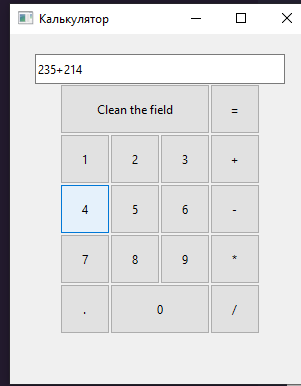 Калькулятор
235+214
Clean the field =
1 2 3 +
4 5 6 -
7 8 9 *
. 0 /